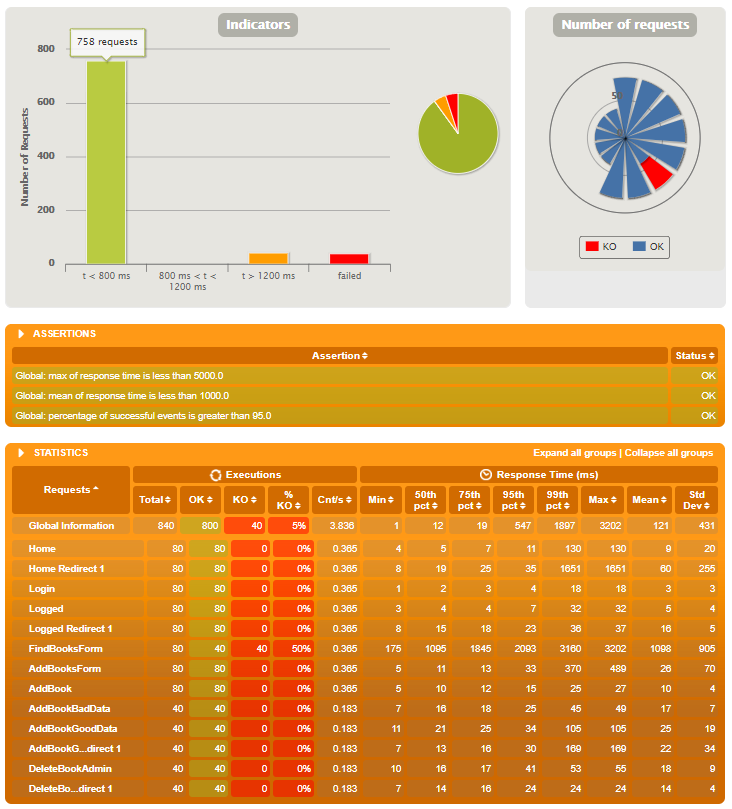 Indicators
758 requests
800
600
400
200
0
Number of Requests
t < 800 ms
800 ms < t <
1200 ms
t > 1200 ms
failed
Number of requests
KO
OK
ASSERTIONS
Assertion Status
Global: max of response time is less than 5000.0 OK
Global: mean of response time is less than 1000.0 OK
Global: percentage of successful events is greater than 95.0 OK
STATISTICS Expand all groups | Collapse all groups
Requests Executions Response Time (ms)
Total OK KO % KO Cnt/s Min 50th pct 75th pct 95th pct 99th pct Max Mean Std Dev
Global Information 840 800 40 5% 3.836 1 12 19 547 1897 3202 121 431
Home 80 80 0 0% 0.365 4 5 7 11 130 130 9 20
Home Redirect 1 80 80 0 0% 0.365 8 19 25 35 1651 1651 60 255
Login 80 80 0 0% 0.365 1 2 3 4 18 18 3 3
Logged 80 80 0 0% 0.365 3 4 4 7 32 32 5 4
Logged Redirect 1 80 80 0 0% 0.365 8 15 18 23 36 37 16 5
FindBooksForm 80 40 40 50% 0.365 175 1095 1845 2093 3160 3202 1098 905
AddBooksForm 80 80 0 0% 0.365 5 11 13 33 370 489 26 70
AddBook 80 80 0 0% 0.365 5 10 12 15 25 27 10 4
AddBookBadData 40 40 0 0% 0.183 7 16 18 25 45 49 17 7
AddBookGoodData 40 40 0 0% 0.183 11 21 25 34 105 105 25 19
AddBookG...direct 1 40 40 0 0% 0.183 7 13 16 30 169 169 22 34
DeleteBookAdmin 40 40 0 0% 0.183 10 16 17 41 53 55 18 9
DeleteBo...direct 1 40 40 0 0% 0.183 7 14 16 24 24 24 14 4